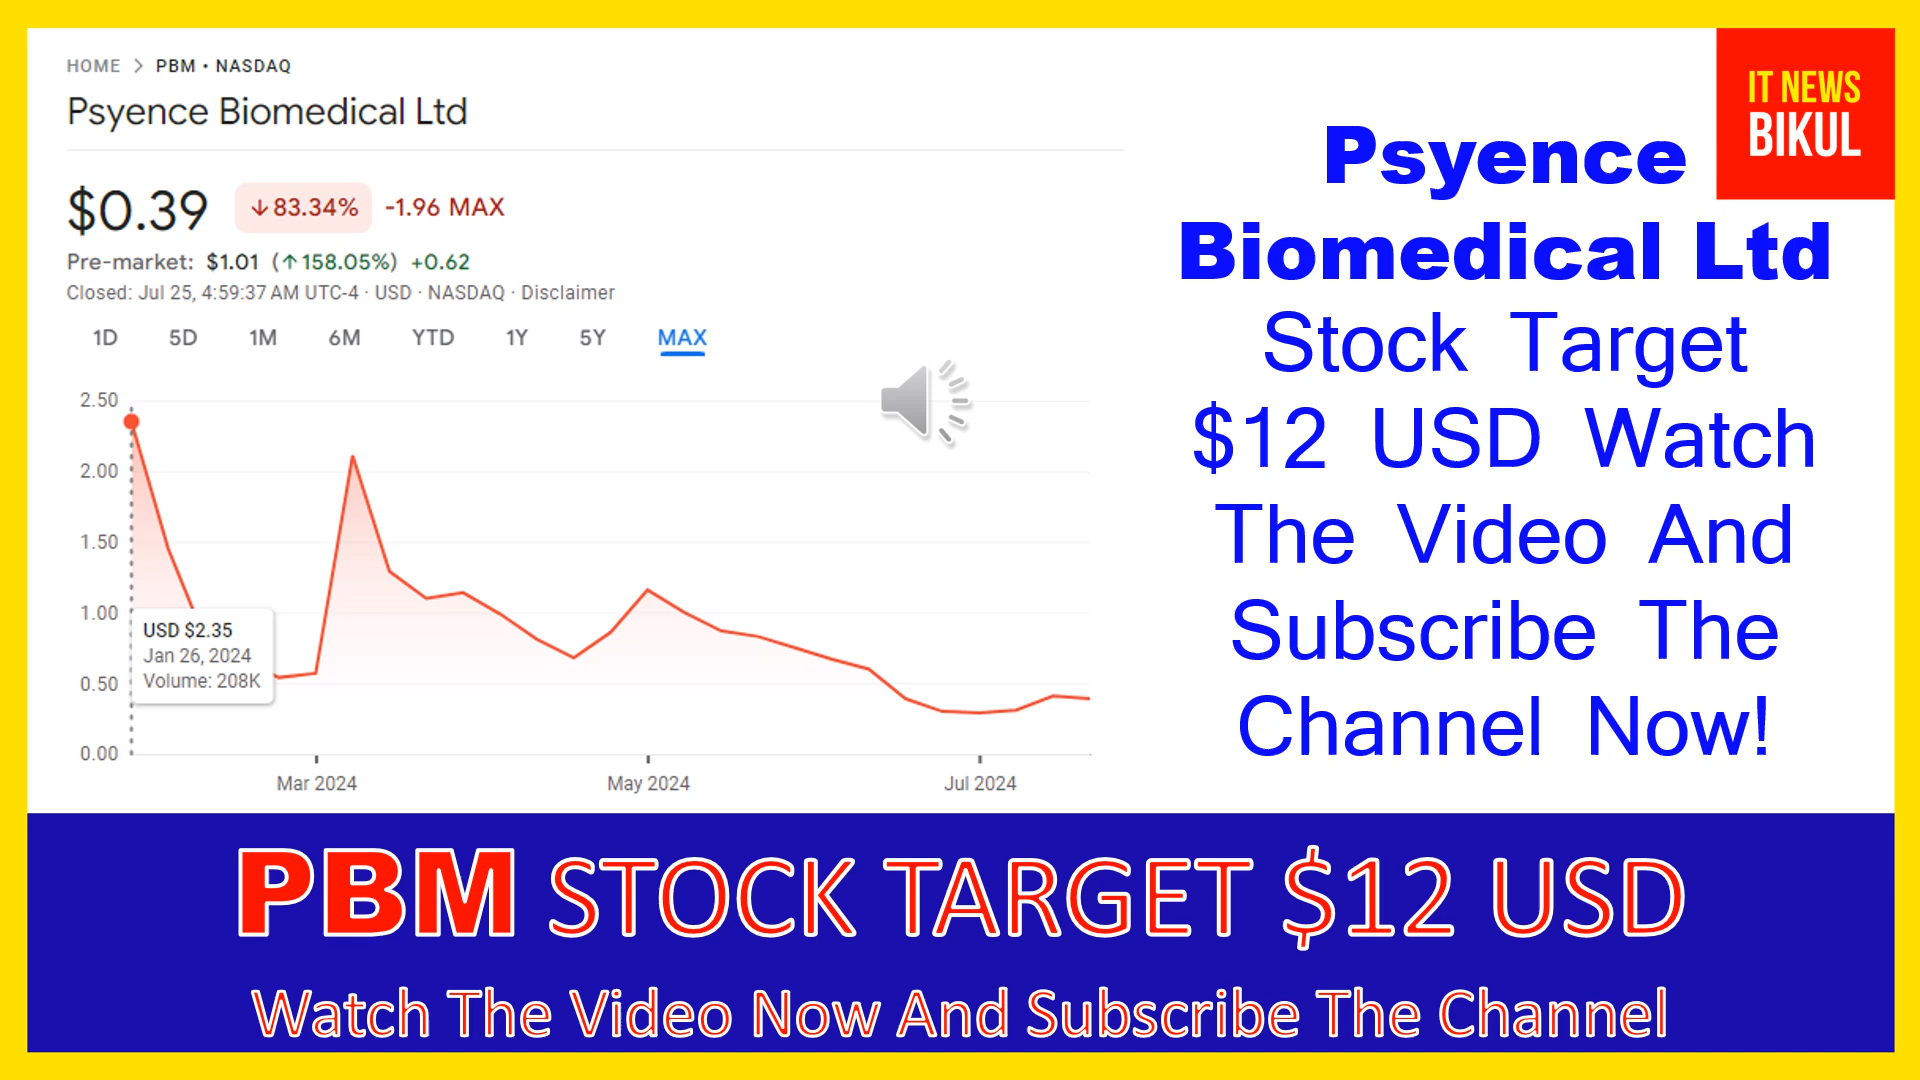 HOME > PBM • NASDAQ
Psyence Biomedical Ltd
$0.39 ↓83.34% -1.96 MAX
Pre-market: $1.01 (↑158.05%) +0.62
Closed: Jul 25, 4:59:37 AM UTC-4 · USD · NASDAQ · Disclaimer
1D 5D 1M 6M YTD 1Y 5Y MAX
2.50
2.00
1.50
1.00
0.50
0.00
USD $2.35
Jan 26, 2024
Volume: 208K
Mar 2024 May 2024 Jul 2024
IT NEWS
BIKUL
Psyence
Biomedical Ltd
Stock Target
$12 USD Watch
The Video And
Subscribe The
Channel Now!
PBM STOCK TARGET $12 USD
Watch The Video Now And Subscribe The Channel